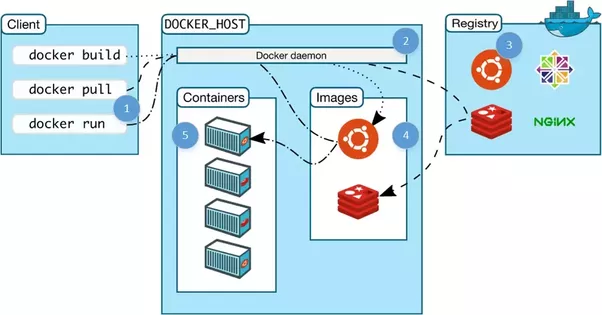 Client
docker build
docker pull
1
docker run
DOCKER_HOST
2
Docker daemon
Containers
5
Images
4
Registry
3
NGINX